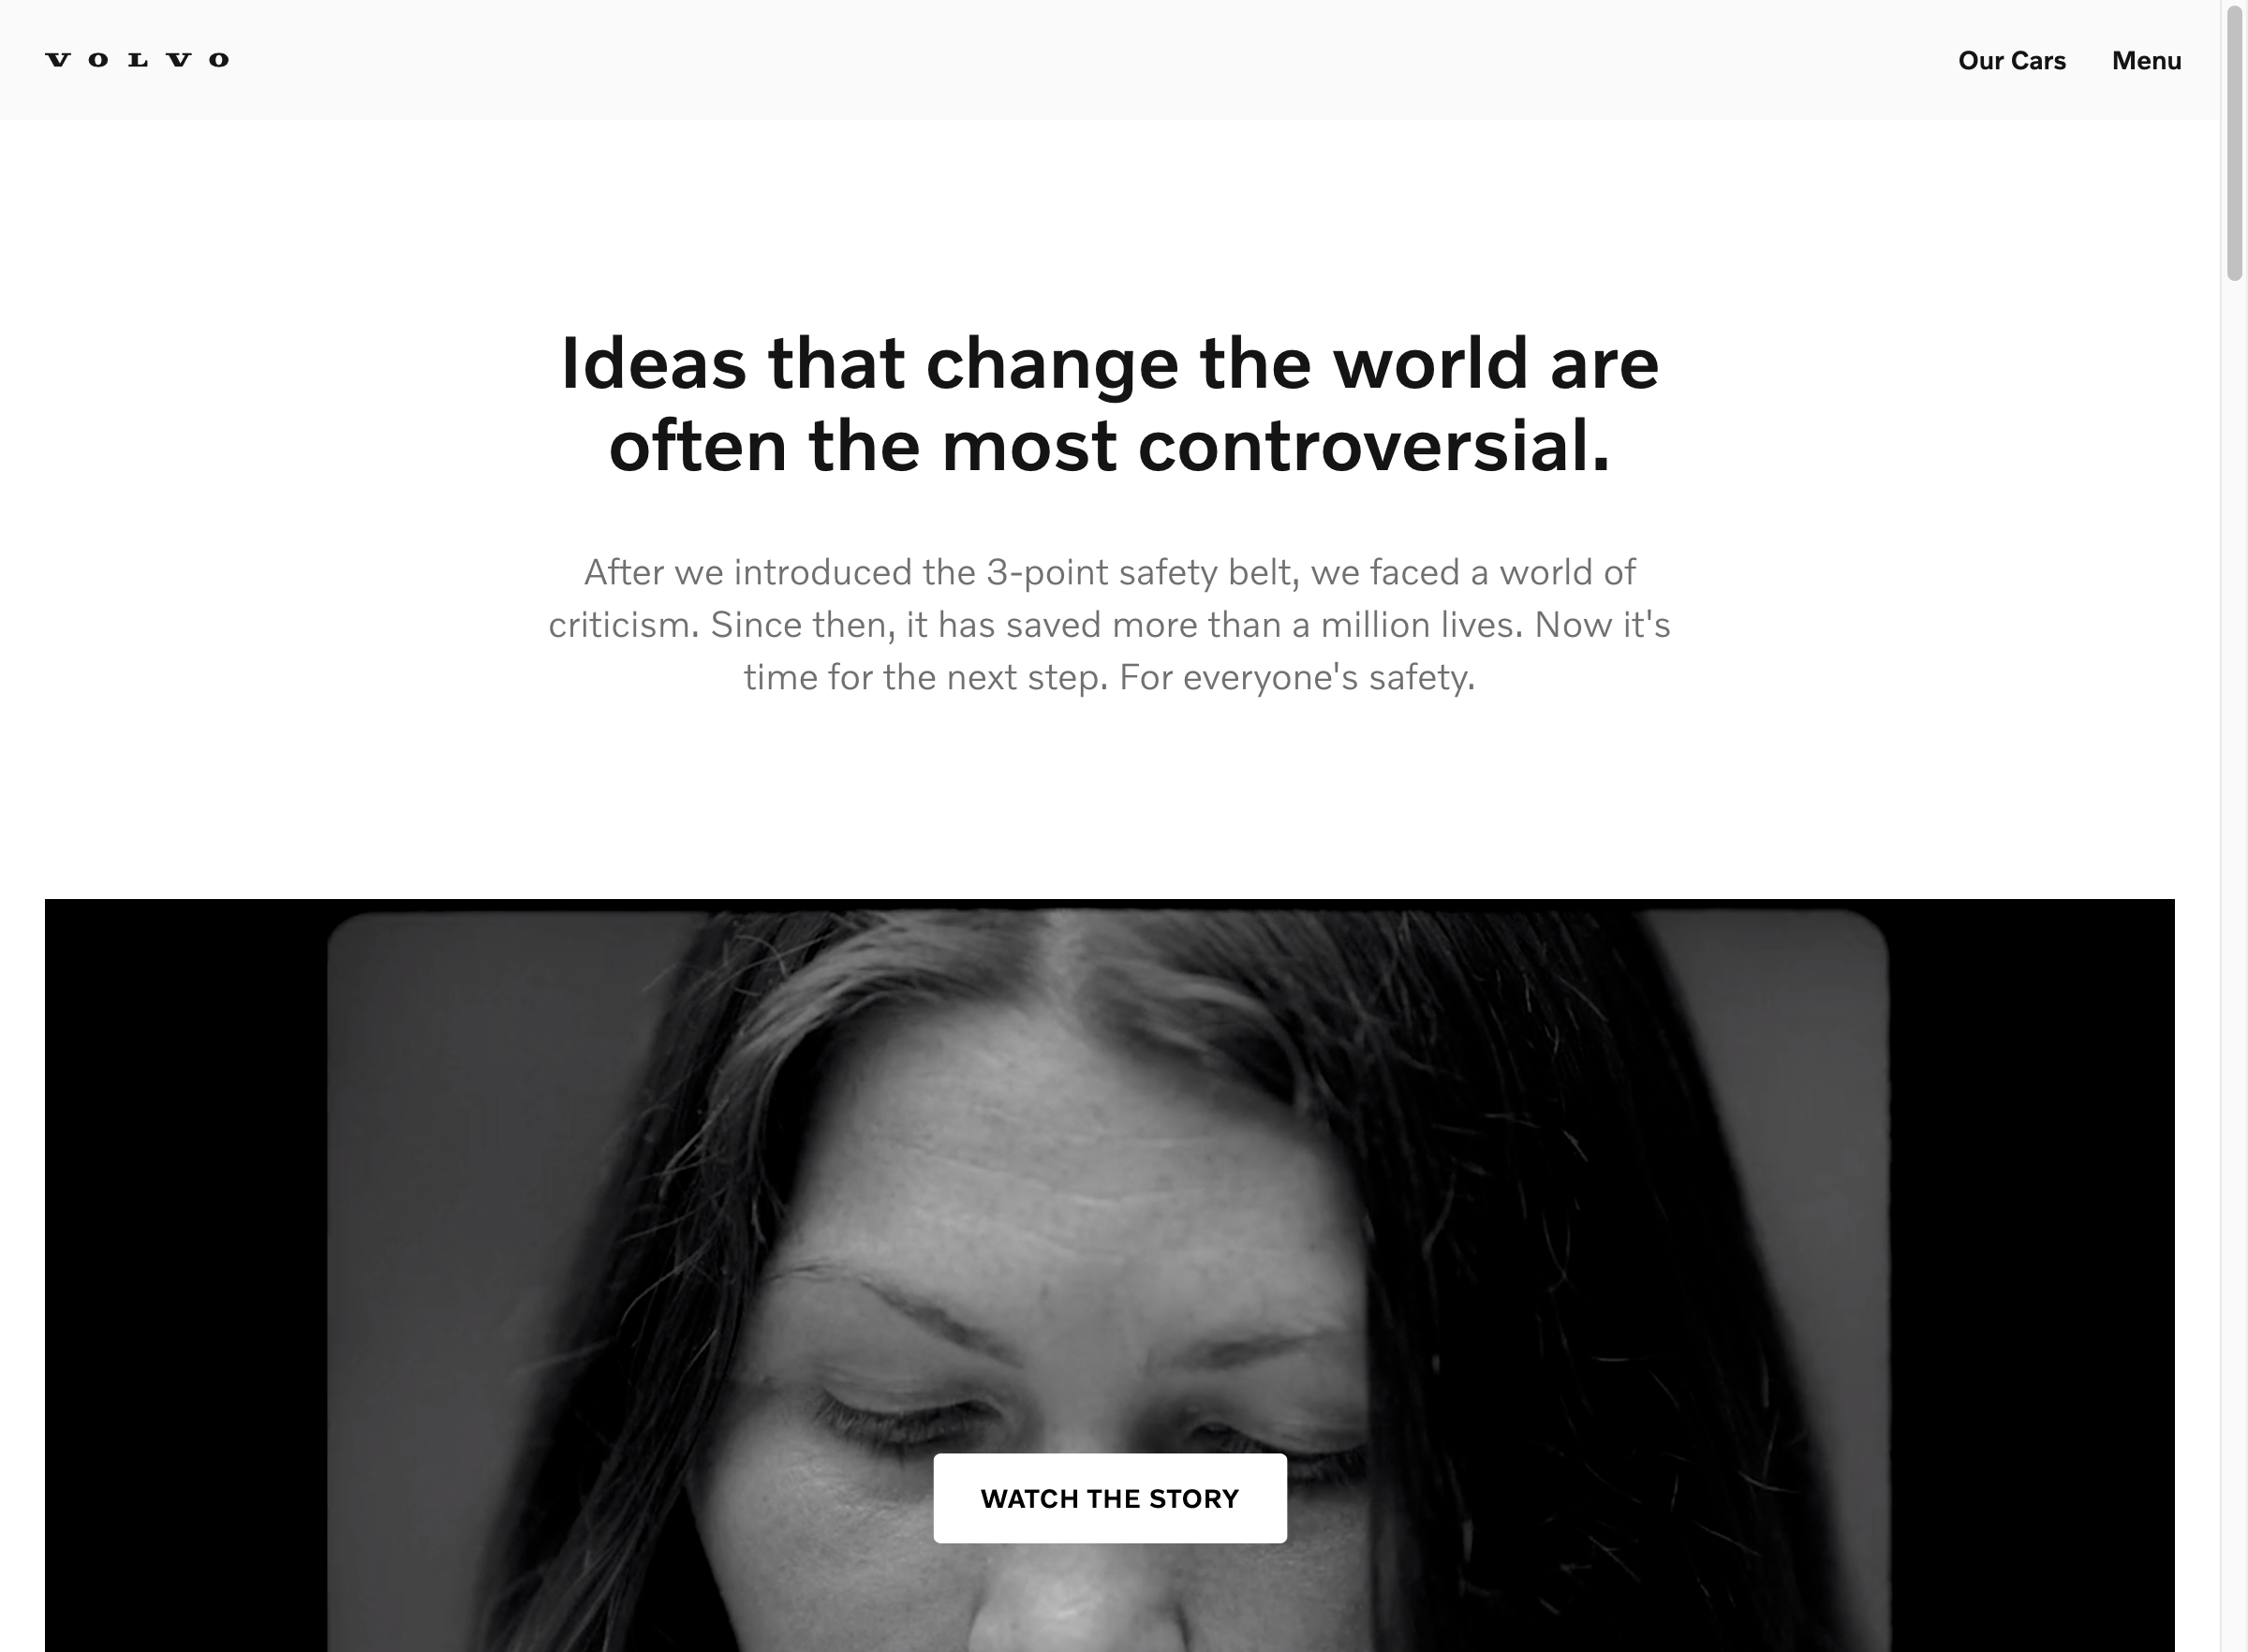 VOLVO
Our Cars
Menu
Ideas that change the world are
often the most controversial.
After we introduced the 3-point safety belt, we faced a world of
criticism. Since then, it has saved more than a million lives. Now it's
time for the next step. For everyone's safety.
WATCH THE STORY